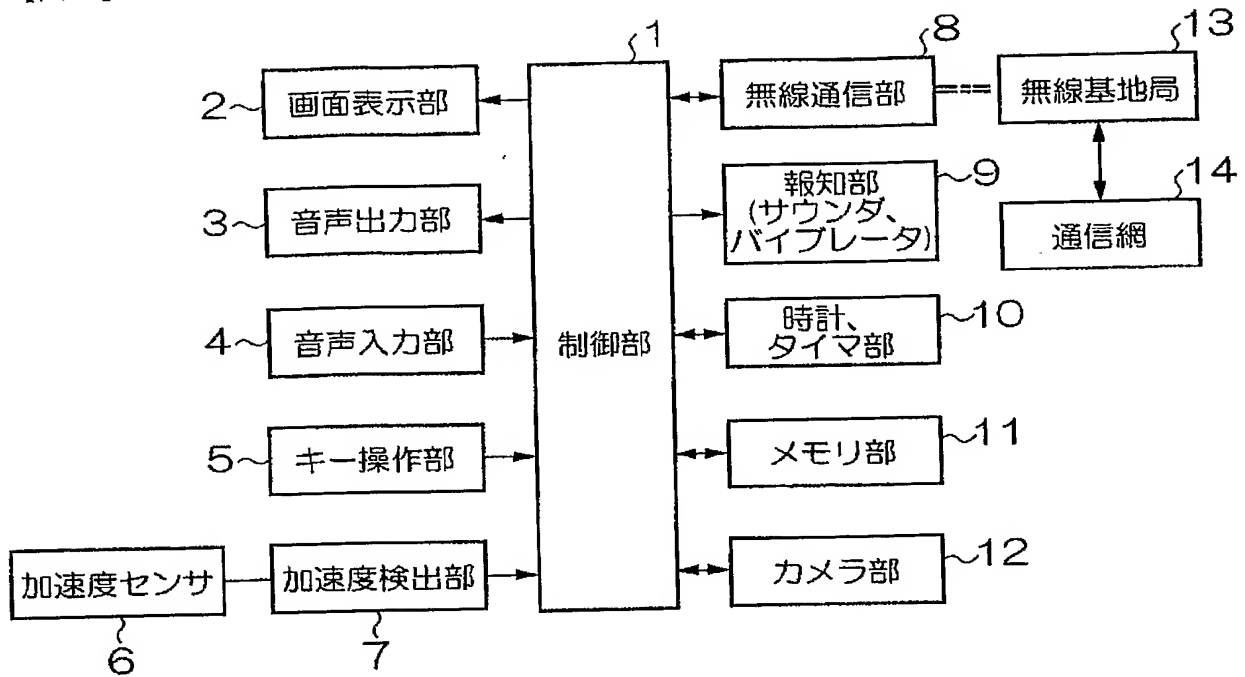 1
8
13
2 画面表示部
無線通信部
無線基地局
3 音声出力部
報知部
(サウンダ、
バイブレータ)
9
14
通信網
4 音声入力部
制御部
時計、
タイマ部
10
5 キー操作部
メモリ部
11
加速度センサ
加速度検出部
カメラ部
12
6
7